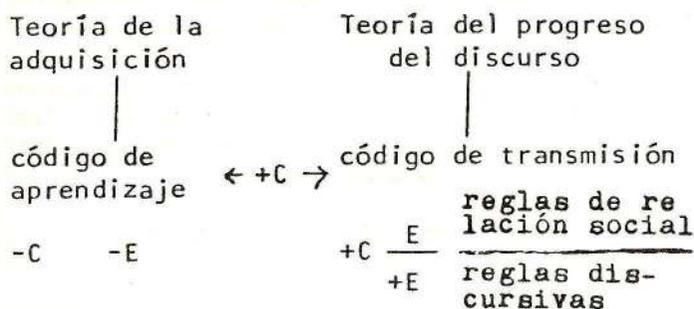 Teoría de la
adquisición
Teoría del progreso
del discurso
código de
aprendizaje
← +C →
código de transmisión
-C -E
+C E
+E
reglas de re
lación social
reglas dis-
cursivas